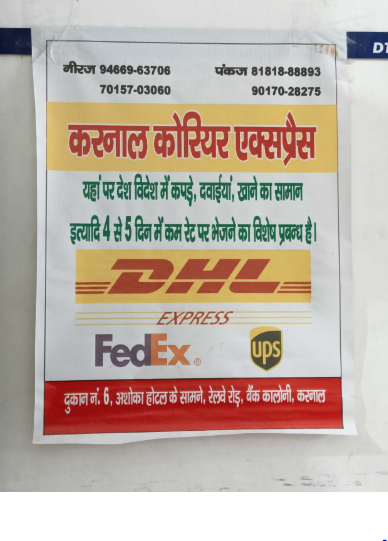 नीरज 94669-63706 पंकज 81818-88893
70157-03060 90170-28275
करनाल कोरियर एक्सप्रैस
यहां पर देश विदेश में कपड़े, दवाईयां, खाने का सामान
इत्यादि 4 से 5 दिन में कम रेट पर भेजने का विशेष प्रबन्ध है।
DHL
EXPRESS
FedEx ®
ups
दुकान नं. 6, अशोका होटल के सामने, रेलवे रोड़, बैंक कालोनी, करनाल
DT